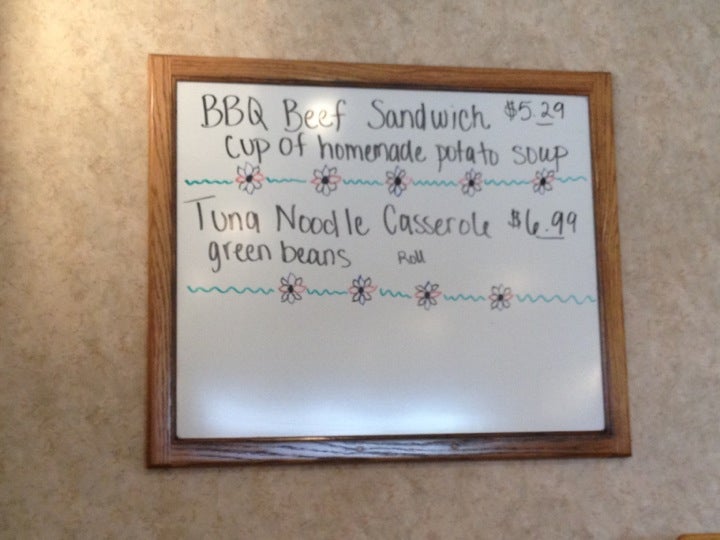 BBQ Beef Sandwich $5.29
cup of homemade potato soup
Tuna Noodle Casserole $6.99
green beans Roll